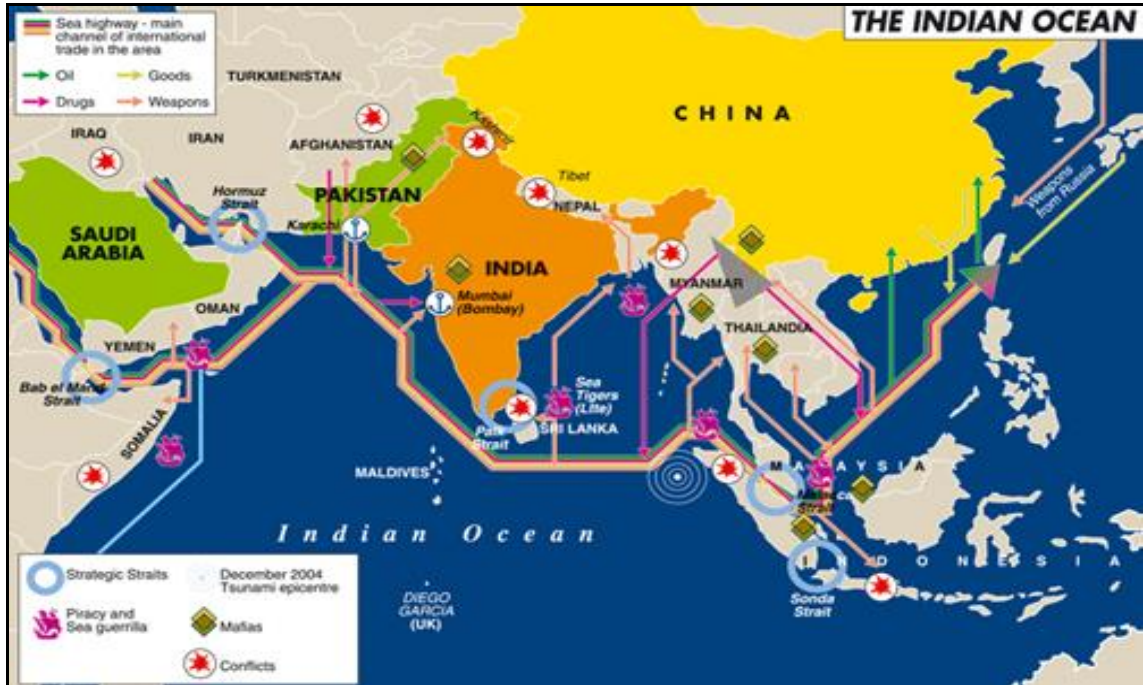 THE INDIAN OCEAN
Sea highway - main
channel of international
trade in the area
Oil
Goods
Drugs
Weapons
TURKMENISTAN
IRAQ
IRAN
AFGHANISTAN
Kashmir
CHINA
Hormuz
Strait
PAKISTAN
Karachi
Tibet
NEPAL
Weapons
from Russia
SAUDI
ARABIA
INDIA
OMAN
Mumbai
(Bombay)
MYANMAR
YEMEN
THAILANDIA
Bab el Mandeb
Strait
SOMALIA
Sea
Tigers
(Ltte)
Palk
Strait
SRI LANKA
MALDIVES
MALAYSIA
Malacca
Strait
Indian Ocean
INDONESIA
Sonda
Strait
DIEGO
GARCIA
(UK)
Strategic Straits
December 2004
Tsunami epicentre
Piracy and
Sea guerrilla
Mafias
Conflicts